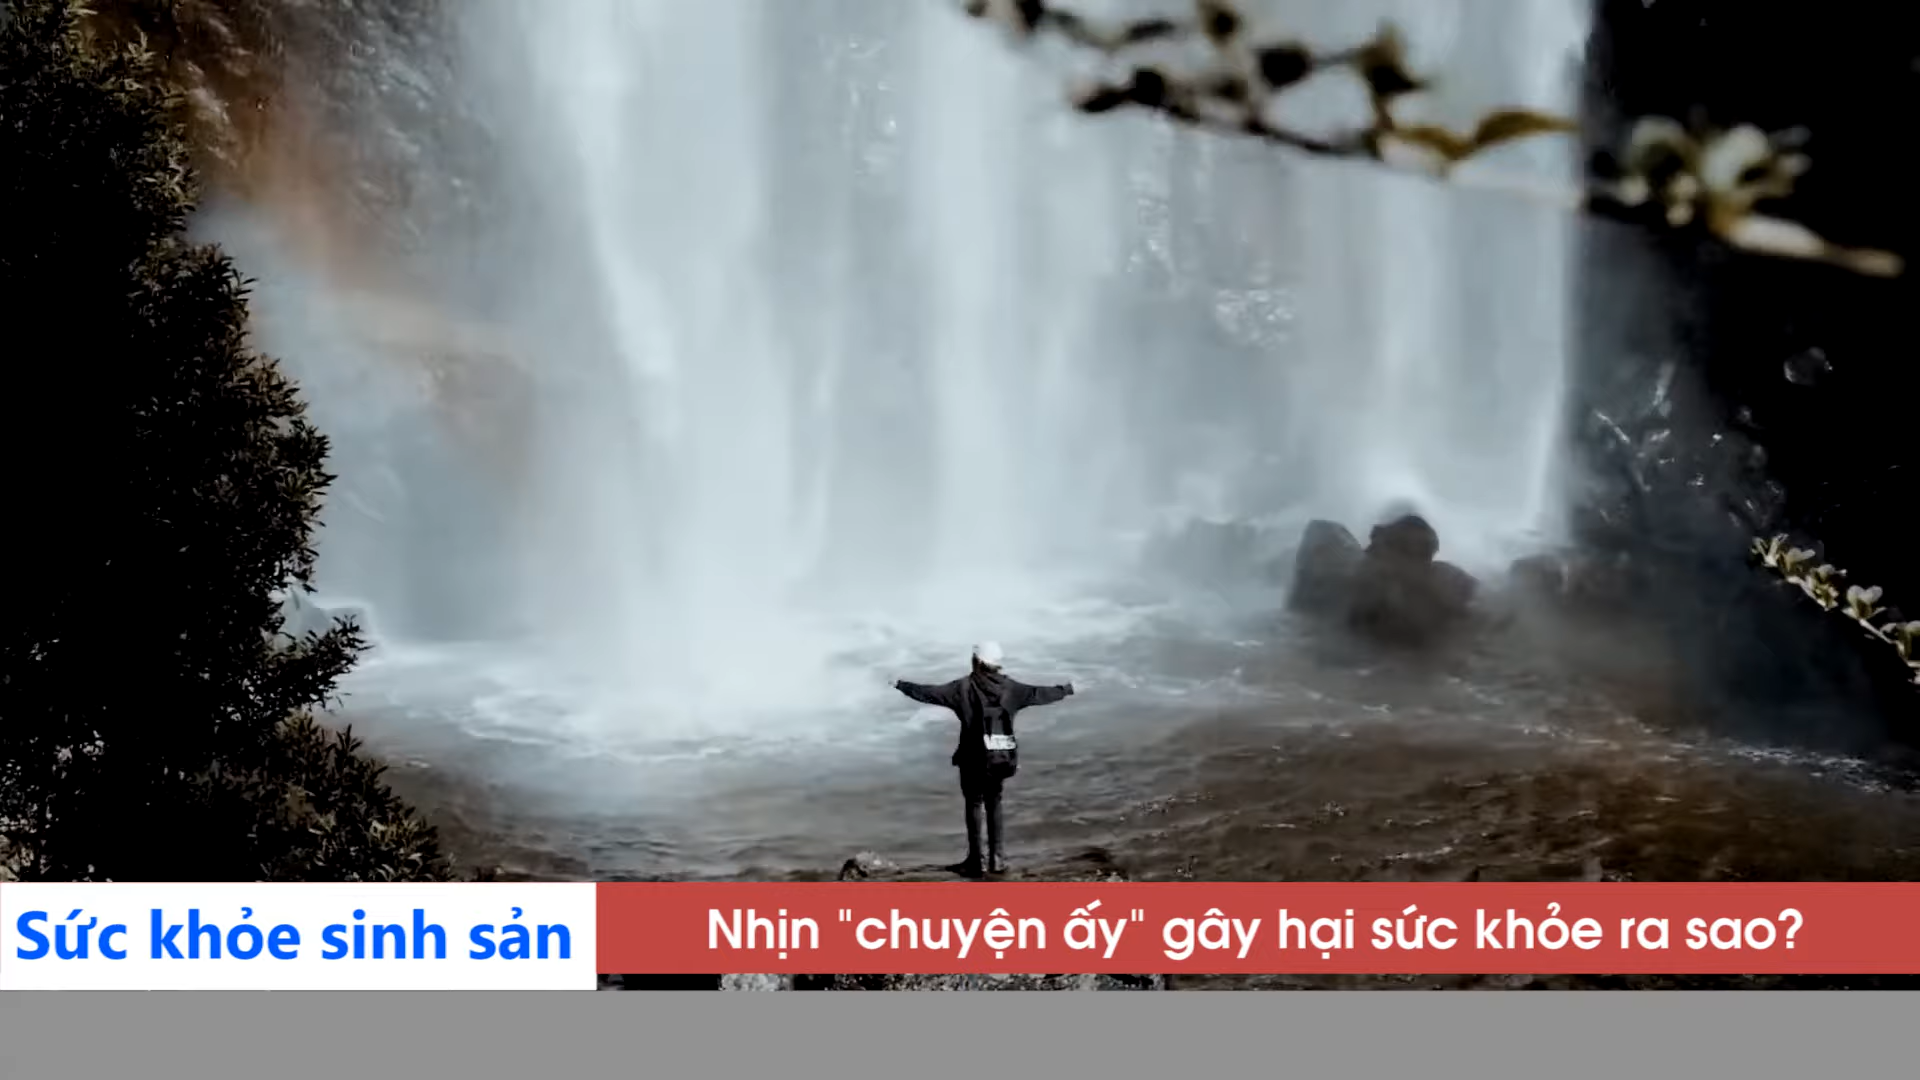 Sức khỏe sinh sản
Nhịn "chuyện ấy" gây hại sức khỏe ra sao?